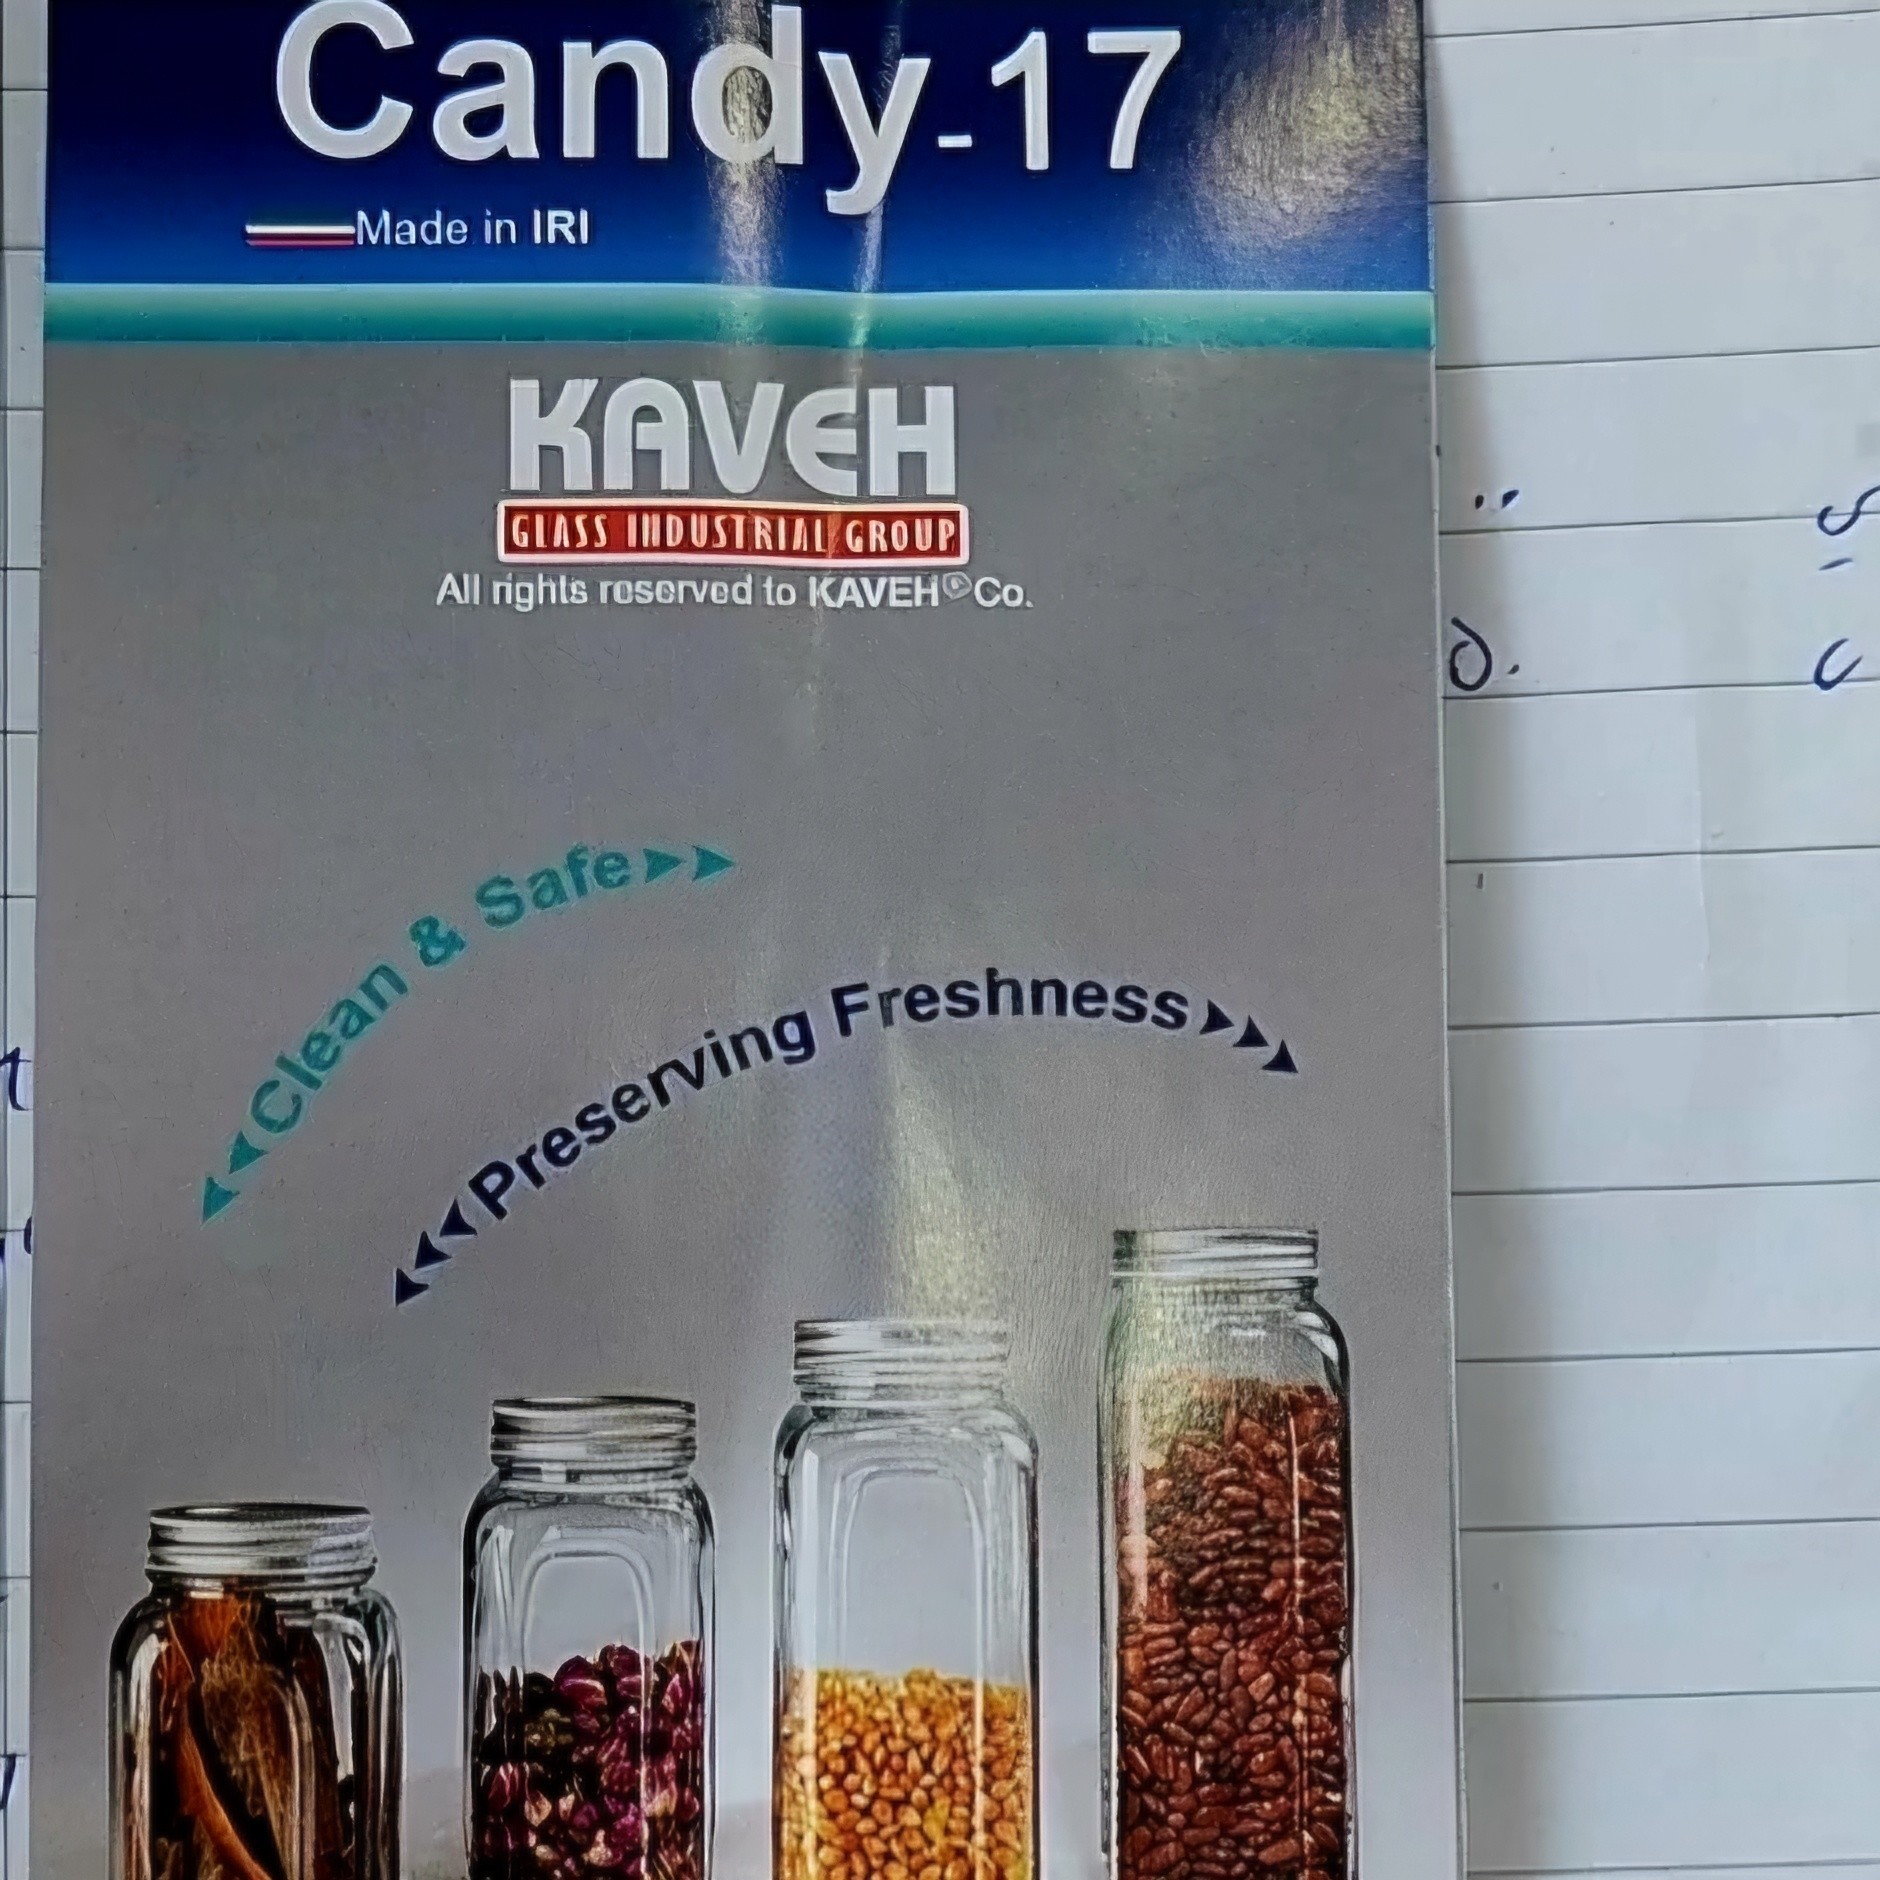 Candy-17
Made in IRI
KAVEH
GLASS INDUSTRIAL GROUP
All rights reserved to KAVEH® Co.
Clean & Safe
Preserving Freshness